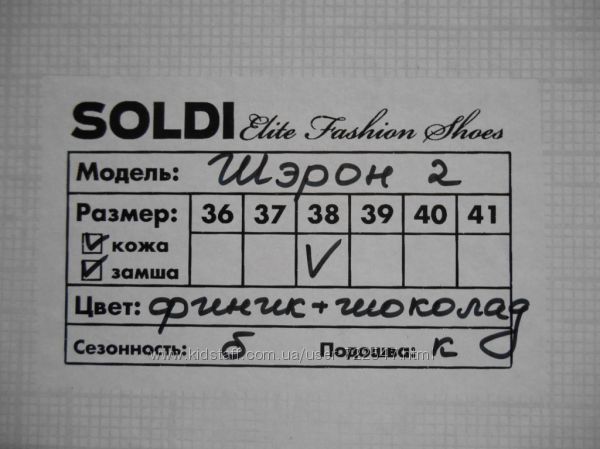 SOLDI Elite Fashion Shoes
Модель: Шэрон 2
Размер: 36 37 38 39 40 41
кожа
замша
Цвет: финик+шоколад
Сезонность: б Подошва: к